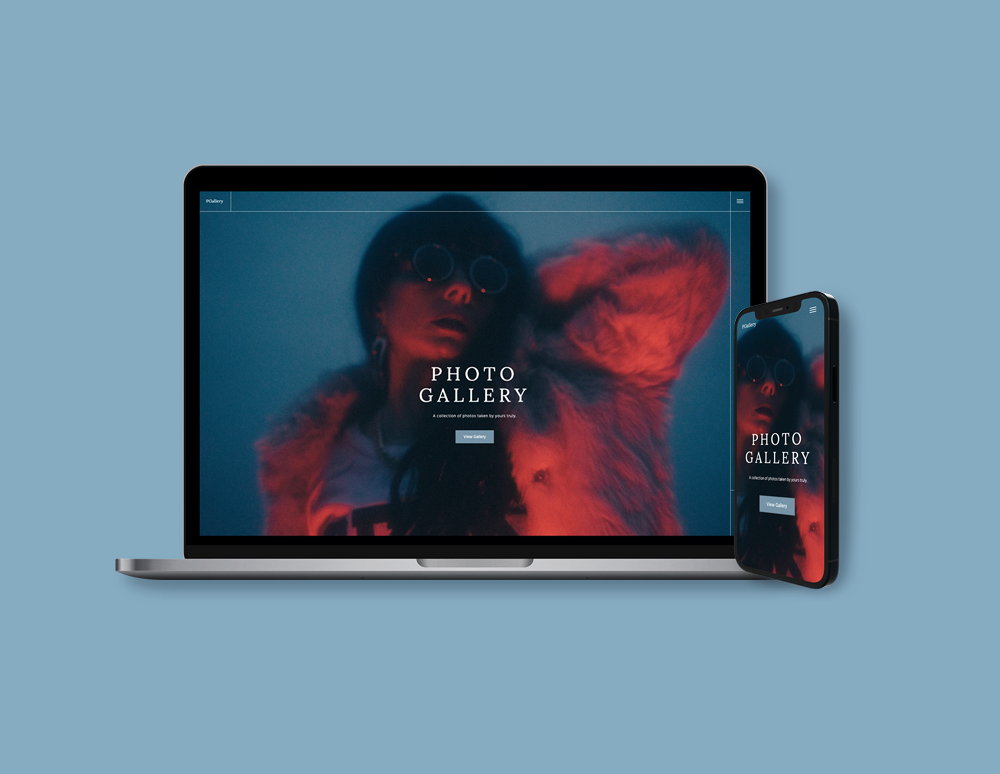 PGallery
PHOTO
GALLERY
A collection of photos taken by yours truly.
View Gallery
PGallery
PHOTO
GALLERY
A collection of photos taken by yours truly.
View Gallery